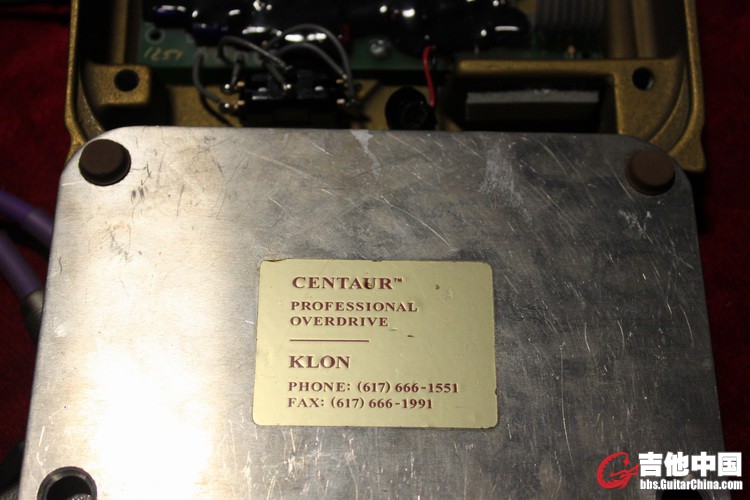 1251
CENTAUR™
PROFESSIONAL
OVERDRIVE
KLON
PHONE: (617) 666-1551
FAX: (617) 666-1991
吉他中国
bbs.GuitarChina.com